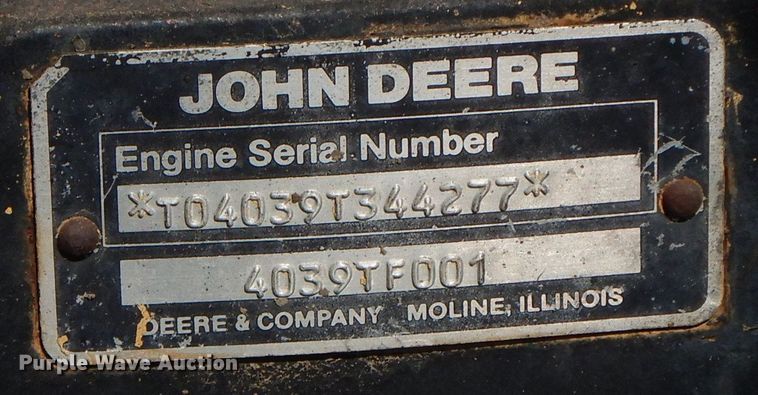 JOHN DEERE
Engine Serial Number
*T04039T344277*
4039TF001
DEERE & COMPANY MOLINE, ILLINOIS
Purple Wave Auction